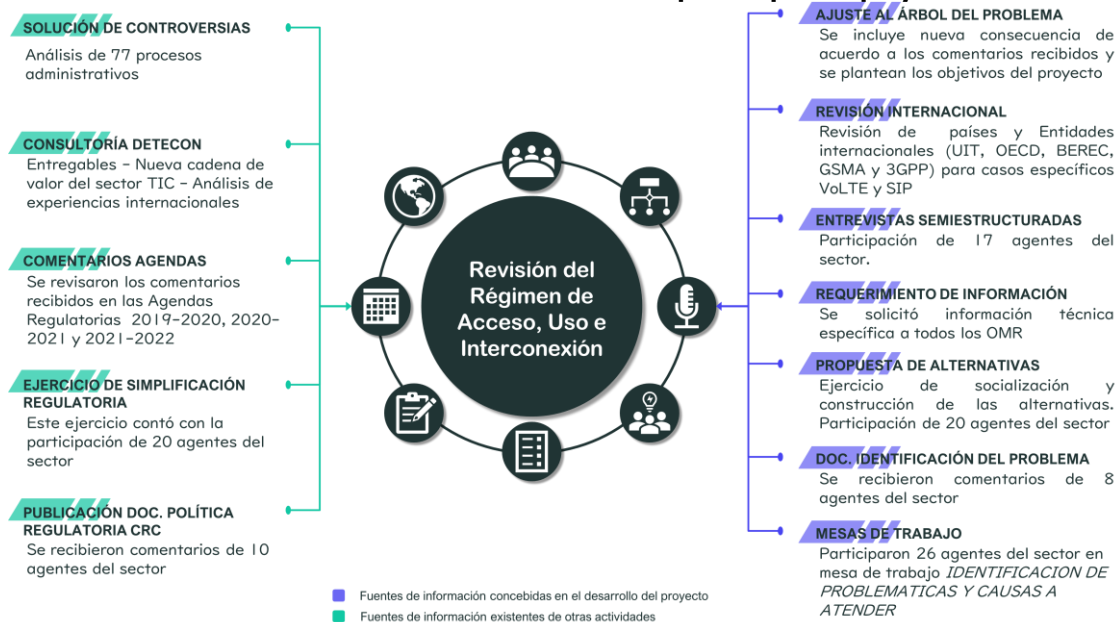 SOLUCIÓN DE CONTROVERSIAS
Análisis de 77 procesos
administrativos
CONSULTORÍA DETECON
Entregables – Nueva cadena de
valor del sector TIC – Análisis de
experiencias internacionales
COMENTARIOS AGENDAS
Se revisaron los comentarios
recibidos en las Agendas
Regulatorias 2019-2020, 2020-
2021 y 2021-2022
EJERCICIO DE SIMPLIFICACIÓN
REGULATORIA
Este ejercicio contó con la
participación de 20 agentes del
sector
PUBLICACIÓN DOC. POLÍTICA
REGULATORIA CRC
Se recibieron comentarios de 10
agentes del sector
Revisión del
Régimen de
Acceso, Uso e
Interconexión
AJUSTE AL ÁRBOL DEL PROBLEMA
Se incluye nueva consecuencia de
acuerdo a los comentarios recibidos y
se plantean los objetivos del proyecto
REVISIÓN INTERNACIONAL
Revisión de países y Entidades
internacionales (UIT, OECD, BEREC,
GSMA y 3GPP) para casos específicos
VoLTE y SIP
ENTREVISTAS SEMIESTRUCTURADAS
Participación de 17 agentes del
sector.
REQUERIMIENTO DE INFORMACIÓN
Se solicitó información técnica
específica a todos los OMR
PROPUESTA DE ALTERNATIVAS
Ejercicio de socialización y
construcción de las alternativas.
Participación de 20 agentes del sector
DOC. IDENTIFICACIÓN DEL PROBLEMA
Se recibieron comentarios de 8
agentes del sector
MESAS DE TRABAJO
Participaron 26 agentes del sector en
mesa de trabajo IDENTIFICACION DE
PROBLEMATICAS Y CAUSAS A
ATENDER
Fuentes de información concebidas en el desarrollo del proyecto
Fuentes de información existentes de otras actividades